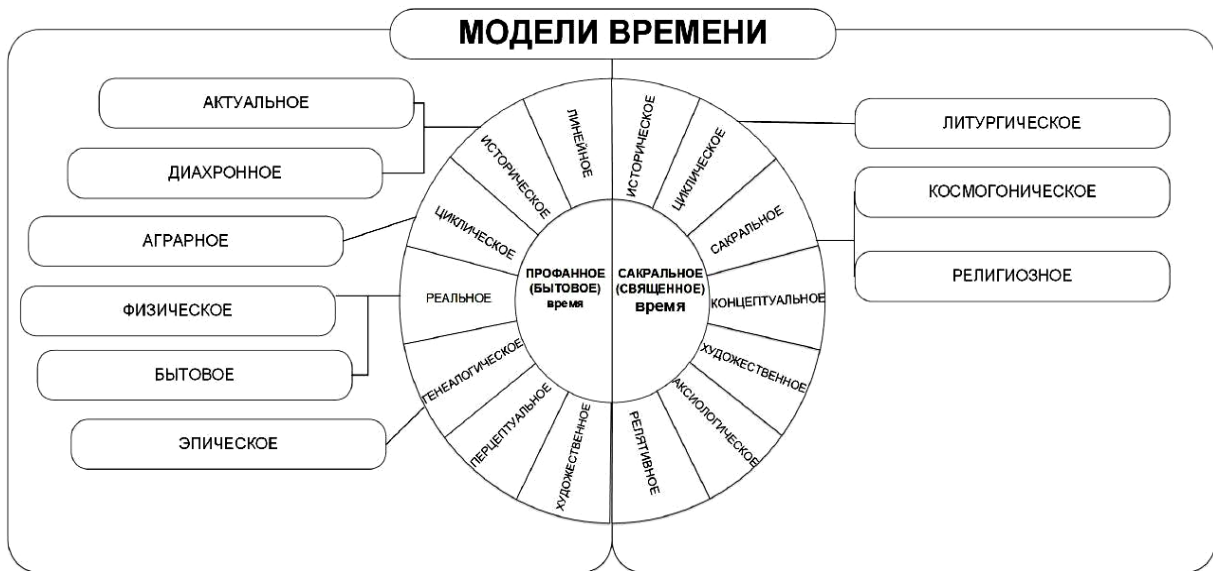 МОДЕЛИ ВРЕМЕНИ
АКТУАЛЬНОЕ
ДИАХРОННОЕ
АГРАРНОЕ
ФИЗИЧЕСКОЕ
БЫТОВОЕ
ЭПИЧЕСКОЕ
ЛИНЕЙНОЕ
ИСТОРИЧЕСКОЕ
ЦИКЛИЧЕСКОЕ
РЕАЛЬНОЕ
ГЕНЕАЛОГИЧЕСКОЕ
ПЕРЦЕПТУАЛЬНОЕ
ХУДОЖЕСТВЕННОЕ
ПРОФАННОЕ
(БЫТОВОЕ)
время
САКРАЛЬНОЕ
(СВЯЩЕННОЕ)
время
ИСТОРИЧЕСКОЕ
ЦИКЛИЧЕСКОЕ
САКРАЛЬНОЕ
КОНЦЕПТУАЛЬНОЕ
ХУДОЖЕСТВЕННОЕ
АКСИОЛОГИЧЕСКОЕ
РЕЛЯТИВНОЕ
ЛИТУРГИЧЕСКОЕ
КОСМОГОНИЧЕСКОЕ
РЕЛИГИОЗНОЕ